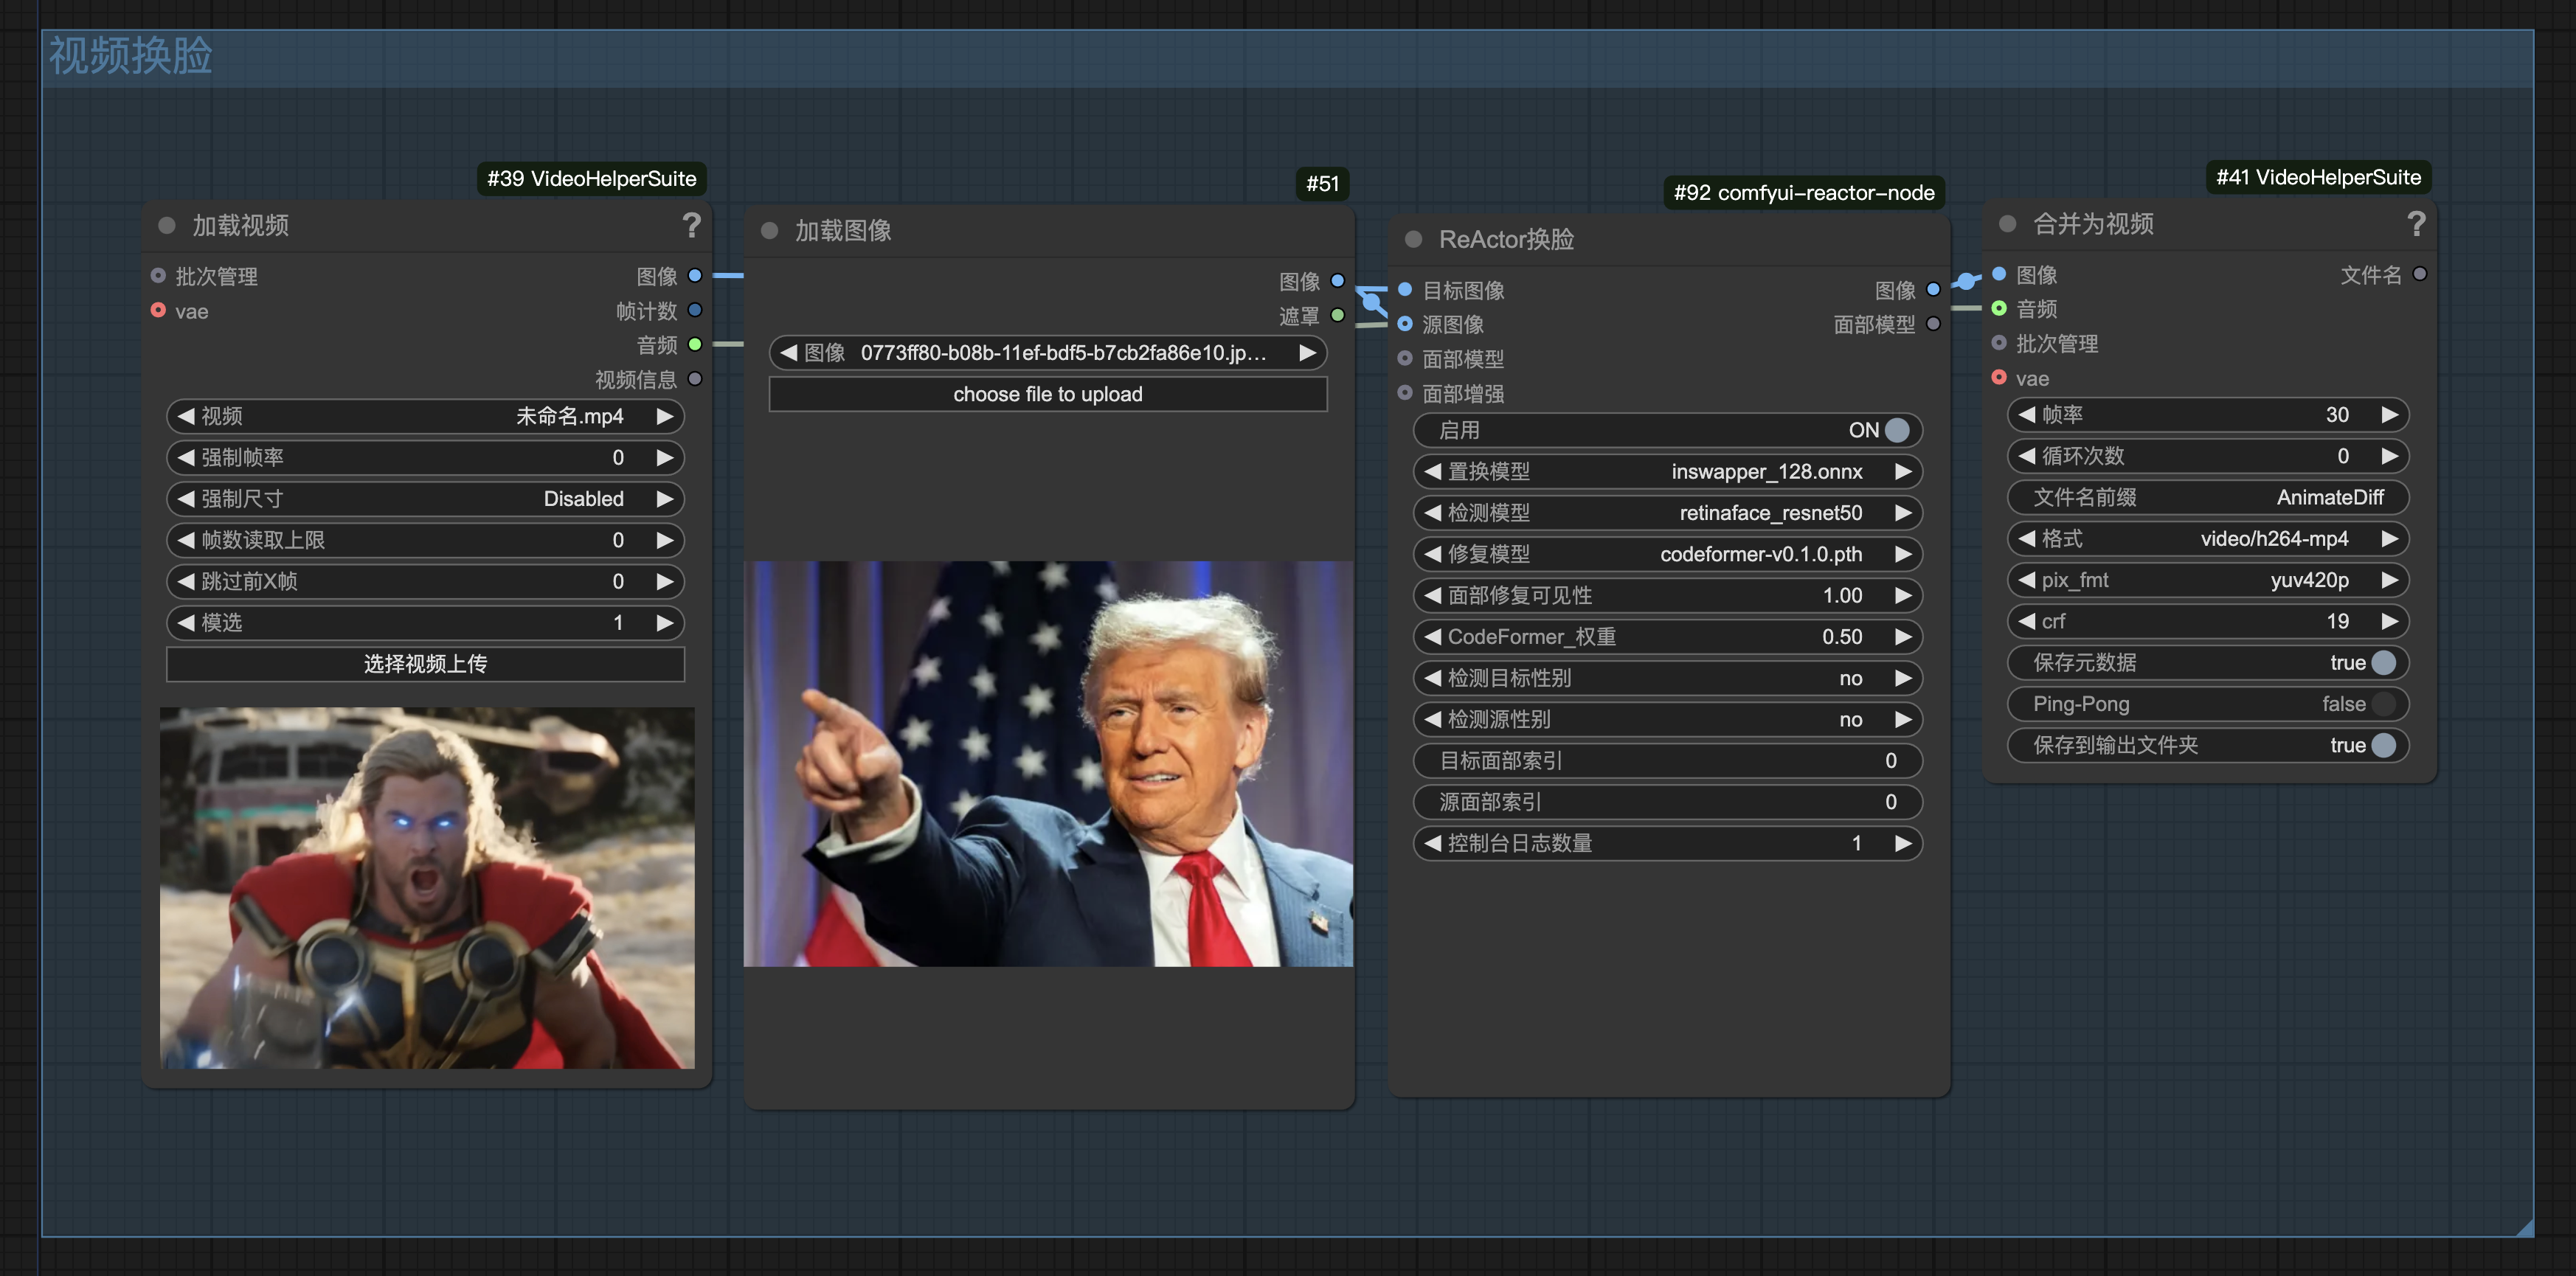 视频换脸
#39 VideoHelperSuite
加载视频 ?
批次管理 图像
vae 帧计数
音频
视频信息
视频 未命名.mp4
强制帧率 0
强制尺寸 Disabled
帧数读取上限 0
跳过前X帧 0
模选 1
选择视频上传
#51
加载图像
图像
遮罩
图像 0773ff80-b08b-11ef-bdf5-b7cb2fa86e10.jp...
choose file to upload
#92 comfyui-reactor-node
ReActor换脸
目标图像 图像
源图像 面部模型
面部模型
面部增强
启用 ON
置换模型 inswapper_128.onnx
检测模型 retinaface_resnet50
修复模型 codeformer-v0.1.0.pth
面部修复可见性 1.00
CodeFormer_权重 0.50
检测目标性别 no
检测源性别 no
目标面部索引 0
源面部索引 0
控制台日志数量 1
#41 VideoHelperSuite
合并为视频 ?
图像 文件名
音频
批次管理
vae
帧率 30
循环次数 0
文件名前缀 AnimateDiff
格式 video/h264-mp4
pix_fmt yuv420p
crf 19
保存元数据 true
Ping-Pong false
保存到输出文件夹 true